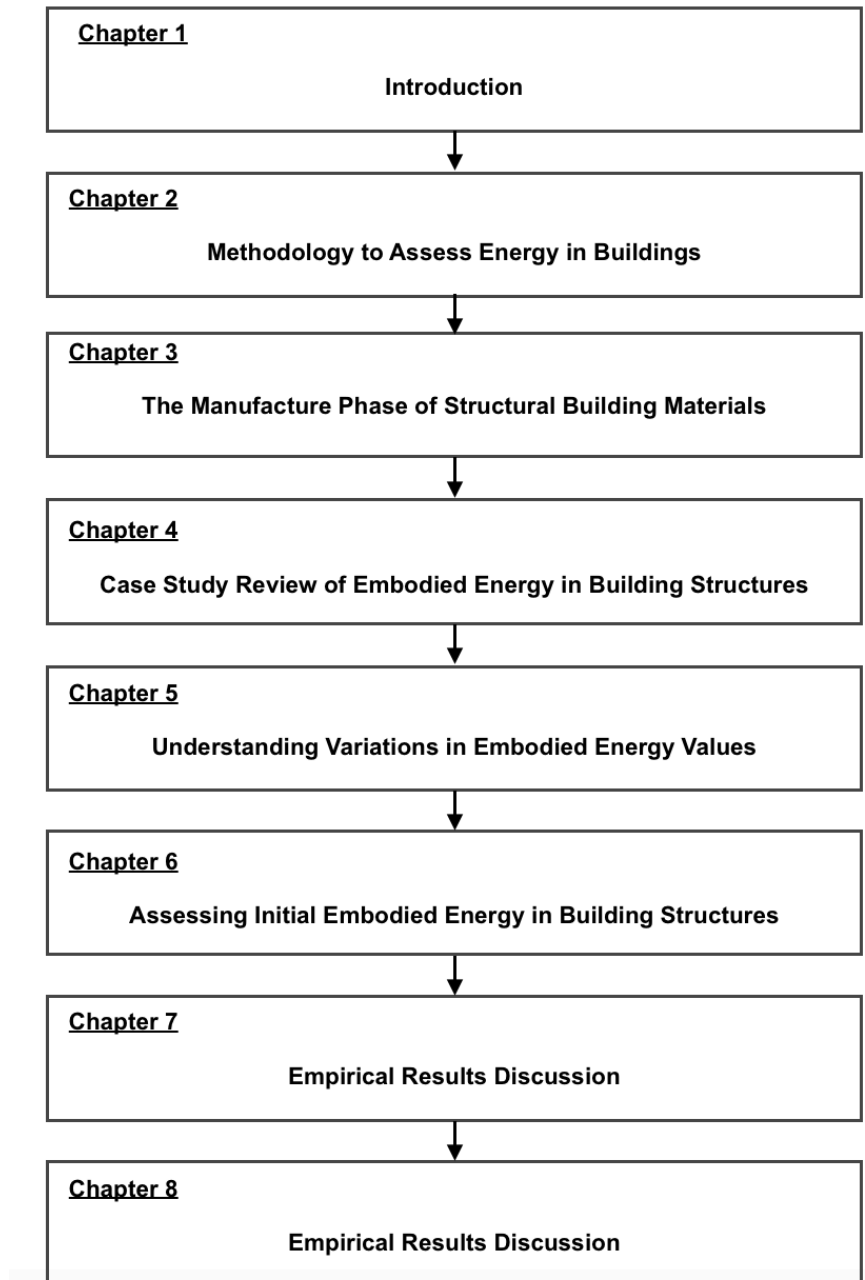 Chapter 1
Introduction
Chapter 2
Methodology to Assess Energy in Buildings
Chapter 3
The Manufacture Phase of Structural Building Materials
Chapter 4
Case Study Review of Embodied Energy in Building Structures
Chapter 5
Understanding Variations in Embodied Energy Values
Chapter 6
Assessing Initial Embodied Energy in Building Structures
Chapter 7
Empirical Results Discussion
Chapter 8
Empirical Results Discussion